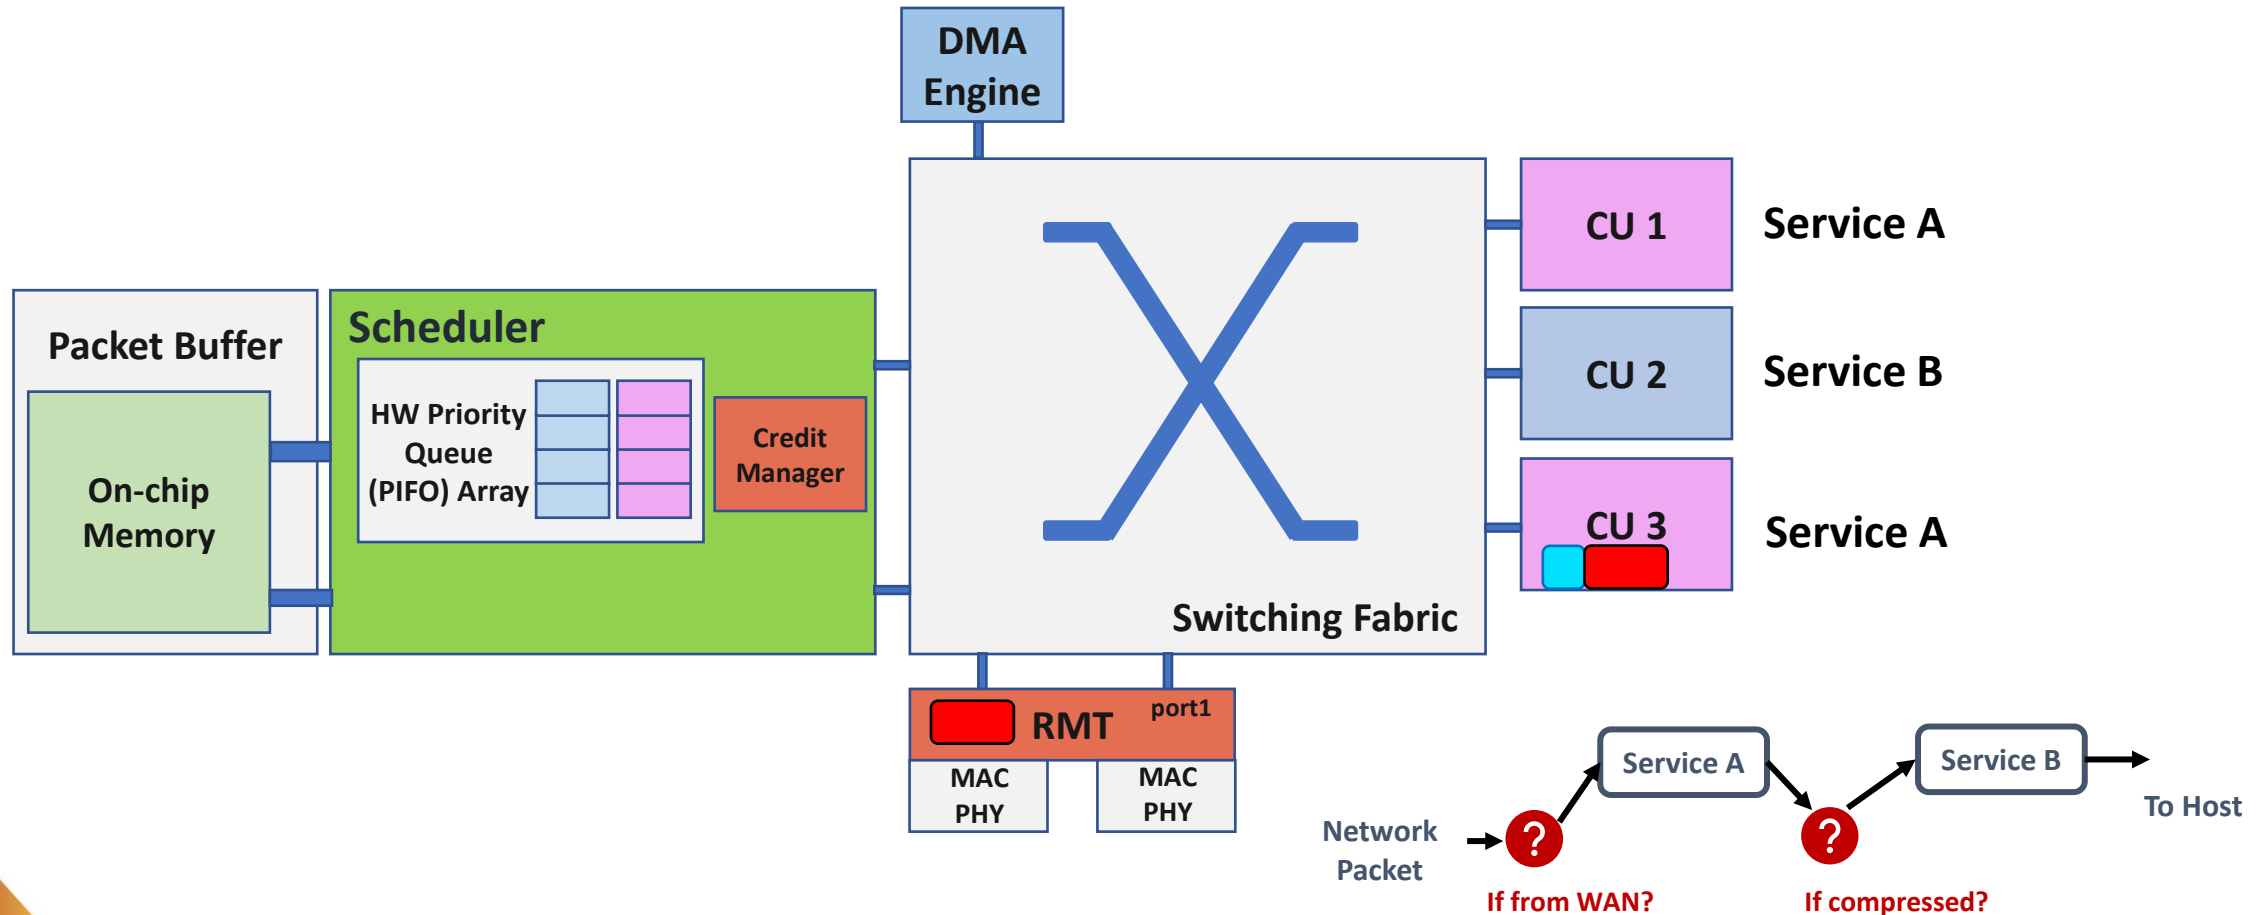 DMA
Engine
Packet Buffer
On-chip
Memory
Scheduler
HW Priority
Queue
(PIFO) Array
Credit
Manager
Switching Fabric
CU 1
Service A
CU 2
Service B
CU 3
Service A
RMT
port1
MAC
PHY
MAC
PHY
Network
Packet
?
If from WAN?
Service A
?
If compressed?
Service B
To Host